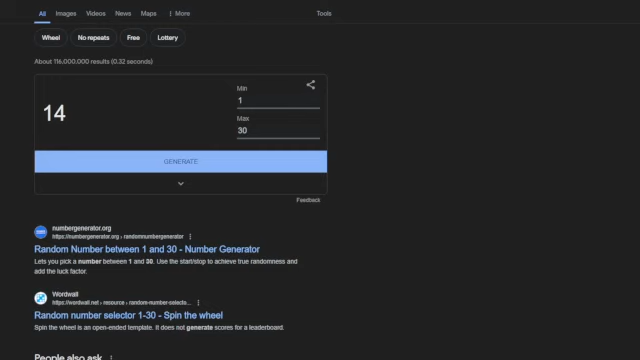 All Images Videos News Maps More Tools
Wheel No repeats Free Lottery
About 116.000.000 results (0.32 seconds)
Min
1
14
Max
30
GENERATE
Feedback
numbergenerator.org
https://numbergenerator.org › randomnumbergenerator
Random Number between 1 and 30 - Number Generator
Lets you pick a number between 1 and 30. Use the start/stop to achieve true randomness and
add the luck factor.
Wordwall
https://wordwall.net › resource › random-number-selecto...
Random number selector 1-30 - Spin the wheel
Spin the wheel is an open-ended template. It does not generate scores for a leaderboard.
People also ask